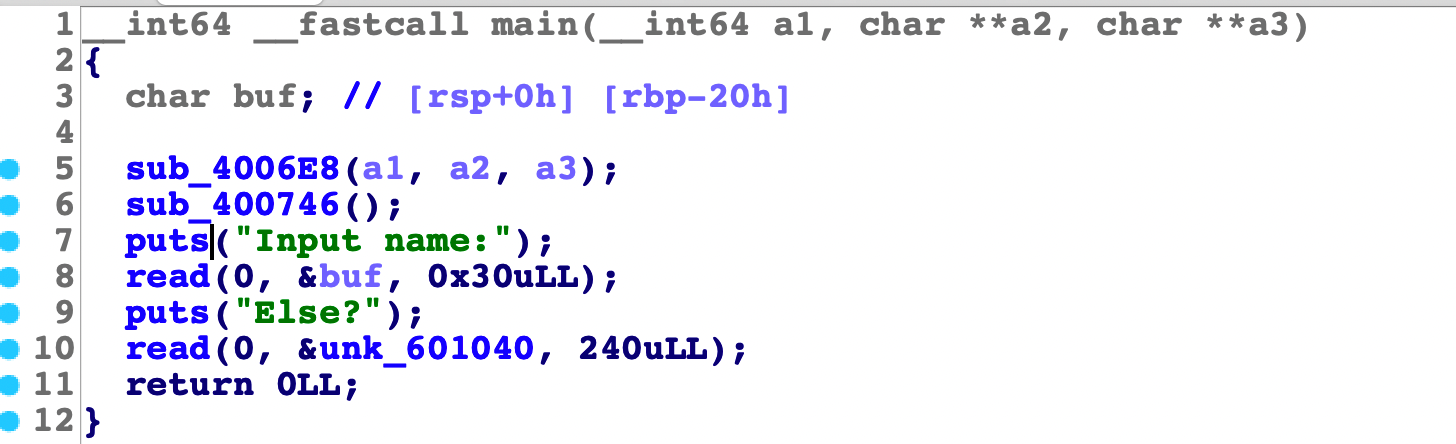 1 __int64 __fastcall main(__int64 a1, char **a2, char **a3)
2 {
3 char buf; // [rsp+0h] [rbp-20h]
4
5 sub_4006E8(a1, a2, a3);
6 sub_400746();
7 puts("Input name:");
8 read(0, &buf, 0x30uLL);
9 puts("Else?");
10 read(0, &unk_601040, 240uLL);
11 return 0LL;
12 }